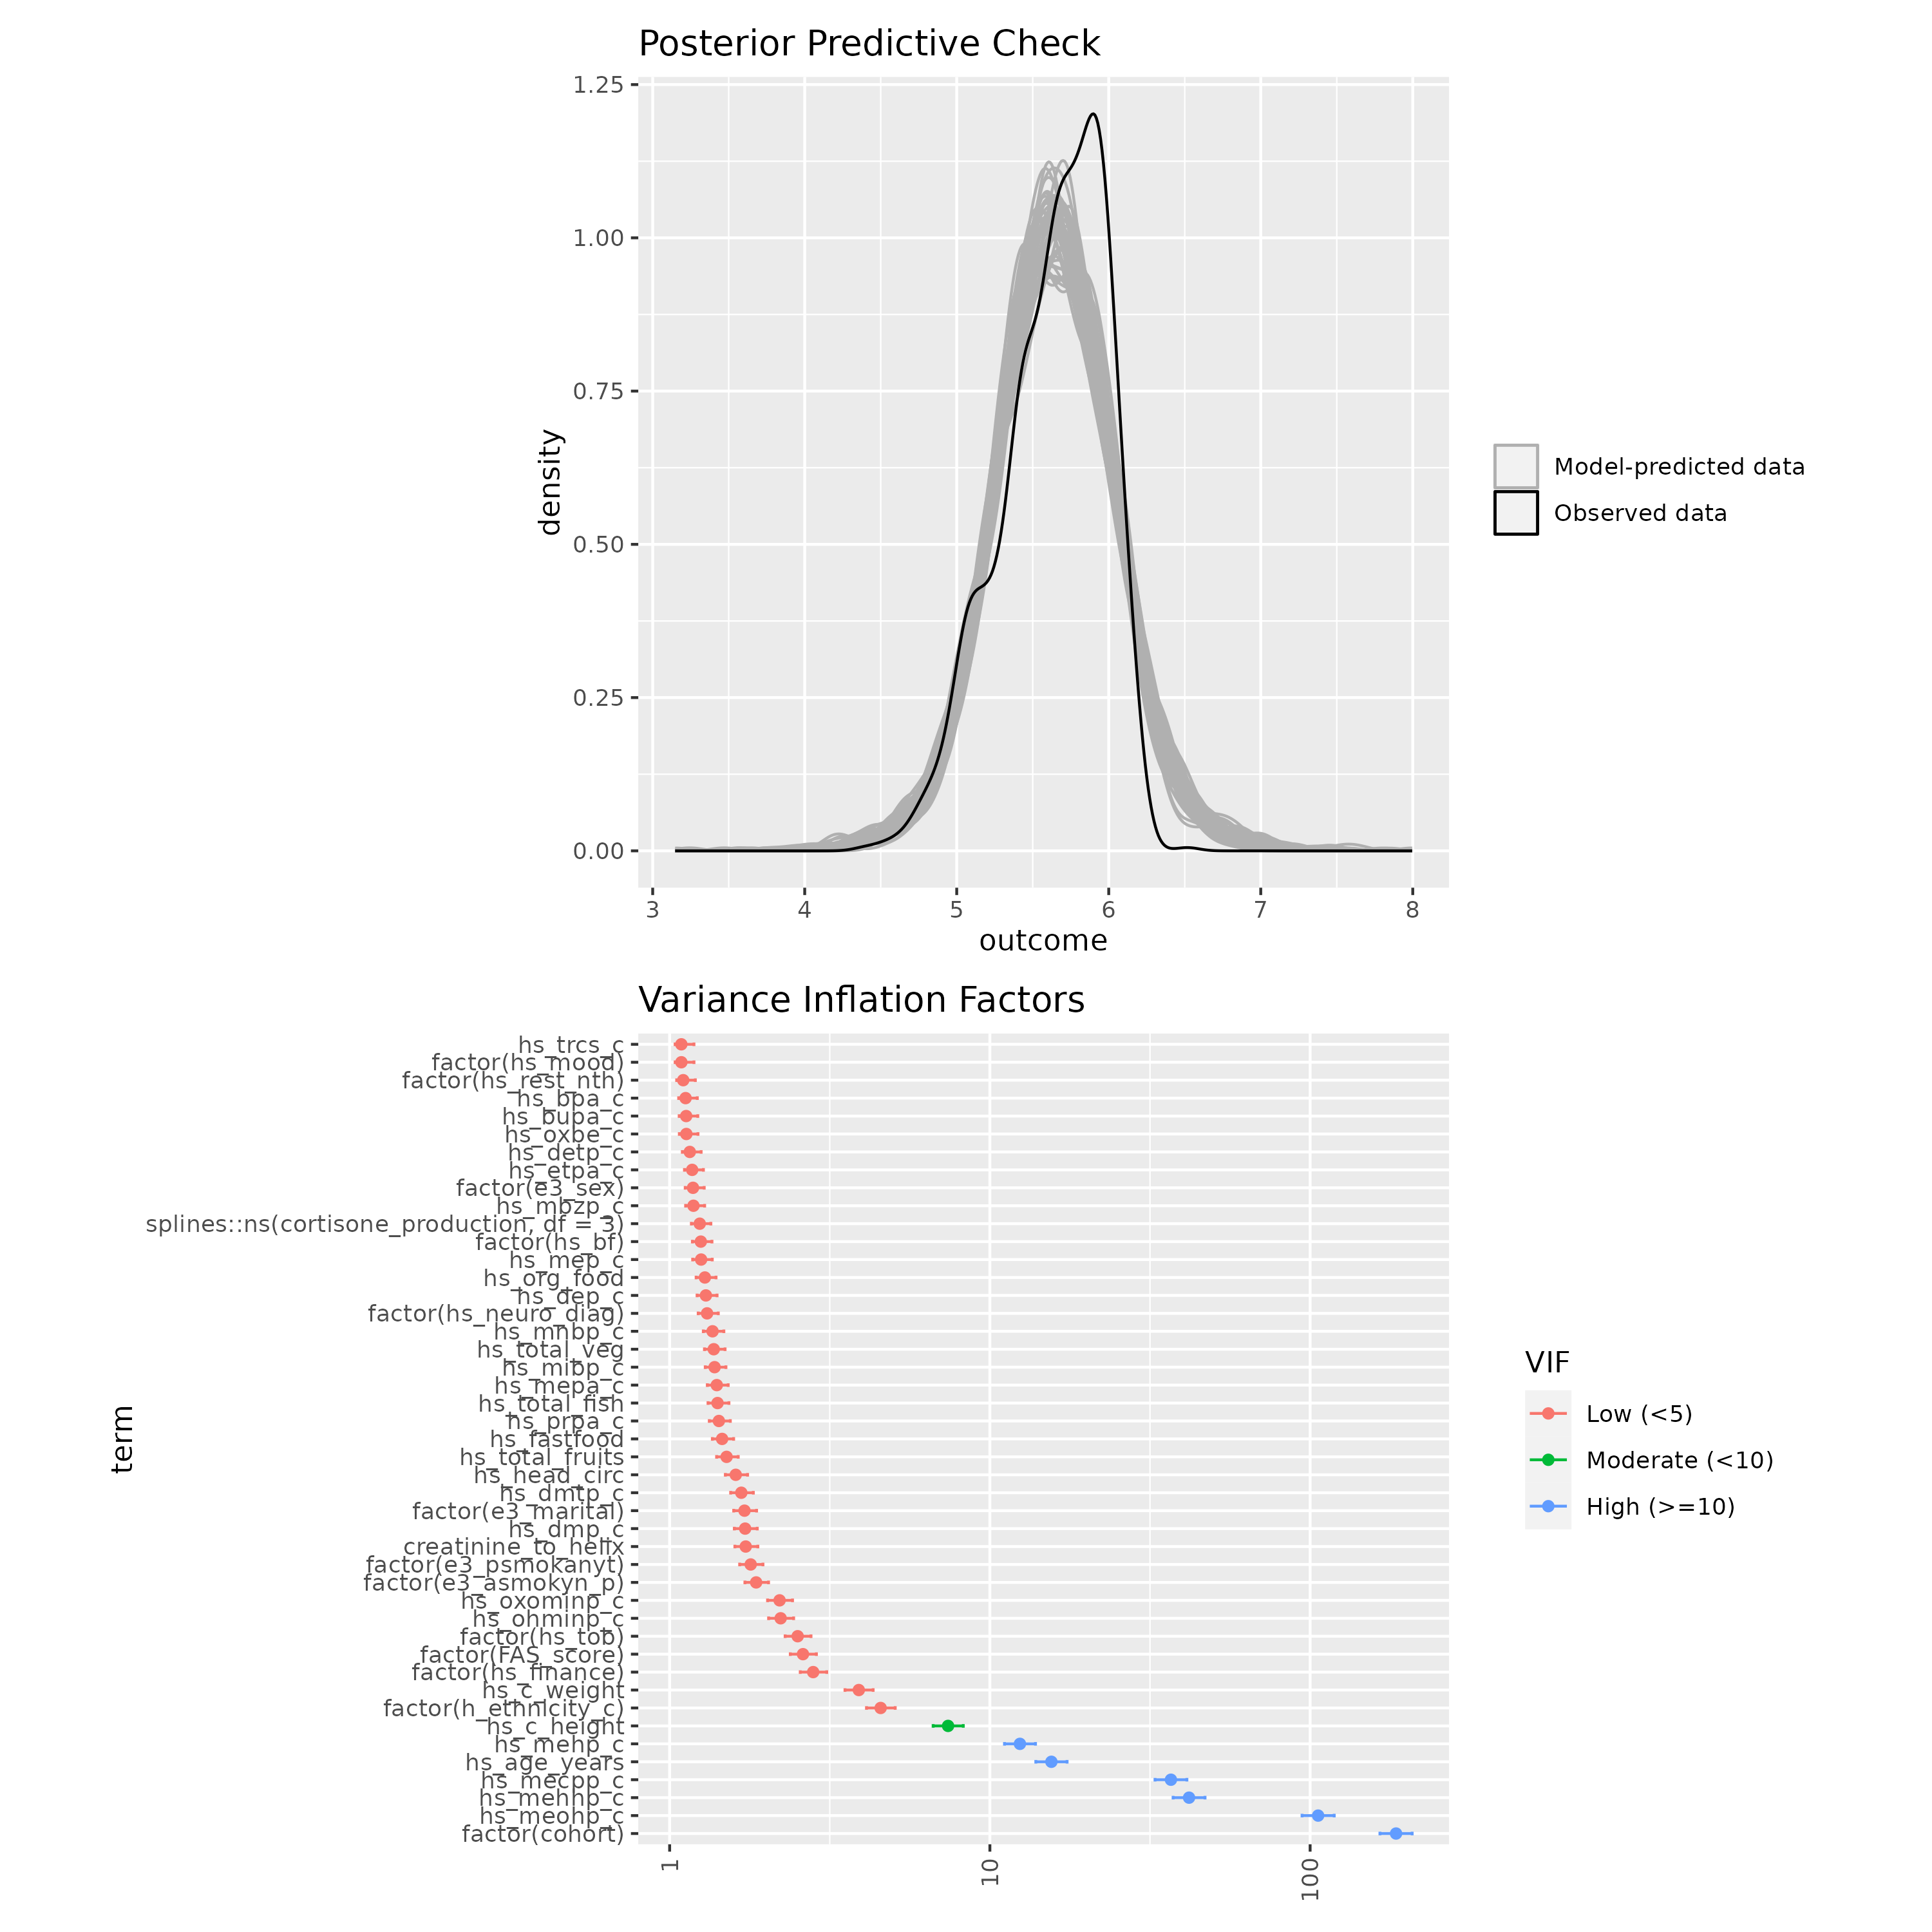 Posterior Predictive Check
1.25
1.00
0.75
0.50
0.25
0.00
density
3 4 5 6 7 8
outcome
Model-predicted data
Observed data
Variance Inflation Factors
hs_trcs_c
factor(hs_mood)
factor(hs_rest_nth)
hs_bpa_c
hs_bupa_c
hs_oxbe_c
hs_detp_c
hs_etpa_c
factor(e3_sex)
hs_mbzp_c
splines::ns(cortisone_production, df = 3)
factor(hs_bf)
hs_mep_c
hs_org_food
hs_dep_c
factor(hs_neuro_diag)
hs_mnbp_c
hs_total_veg
hs_mibp_c
hs_mepa_c
hs_total_fish
hs_prpa_c
hs_fastfood
hs_total_fruits
hs_head_circ
hs_dmtp_c
factor(e3_marital)
hs_dmp_c
creatinine_to_helix
factor(e3_psmokanyt)
factor(e3_asmokyn_p)
hs_oxominp_c
hs_ohminp_c
factor(hs_tob)
factor(FAS_score)
factor(hs_finance)
hs_c_weight
factor(h_ethnicity_c)
hs_c_height
hs_mehp_c
hs_age_years
hs_mecpp_c
hs_mehhp_c
hs_meohp_c
factor(cohort)
term
1 10 100
VIF
Low (<5)
Moderate (<10)
High (>=10)